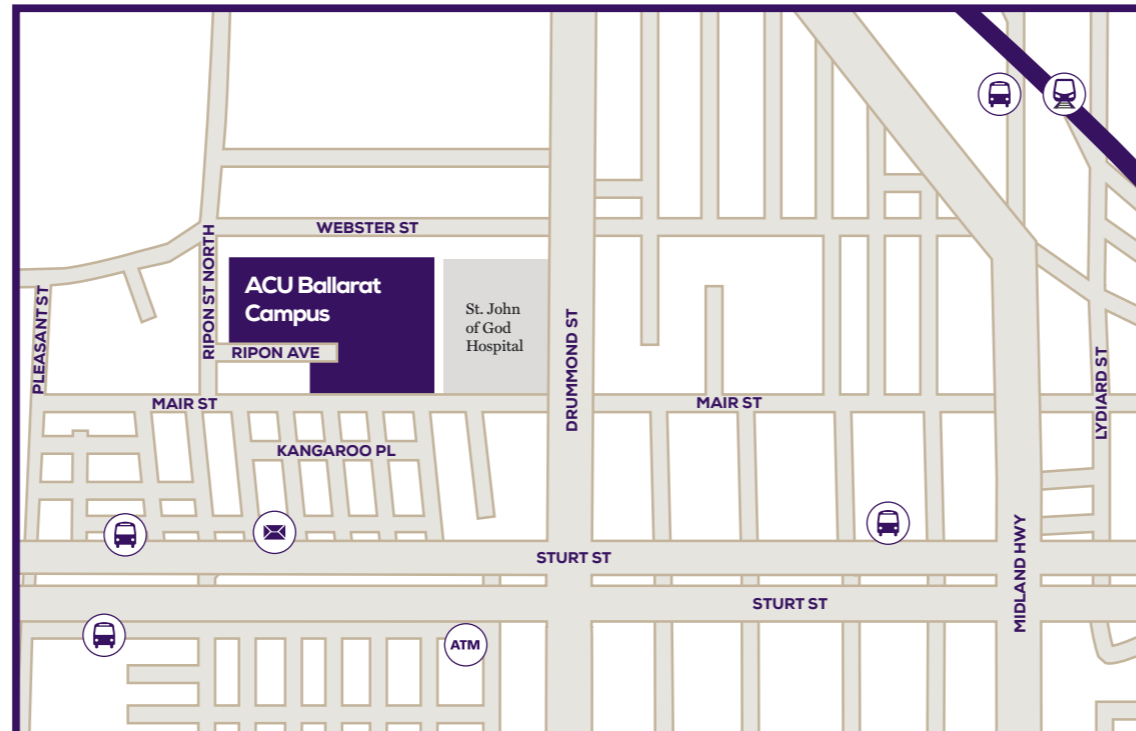 WEBSTER ST
RIPON ST NORTH
ACU Ballarat
Campus
St. John
of God
Hospital
PLEASANT ST
RIPON AVE
DRUMMOND ST
LYDIARD ST
MAIR ST
MAIR ST
KANGAROO PL
STURT ST
MIDLAND HWY
STURT ST
ATM